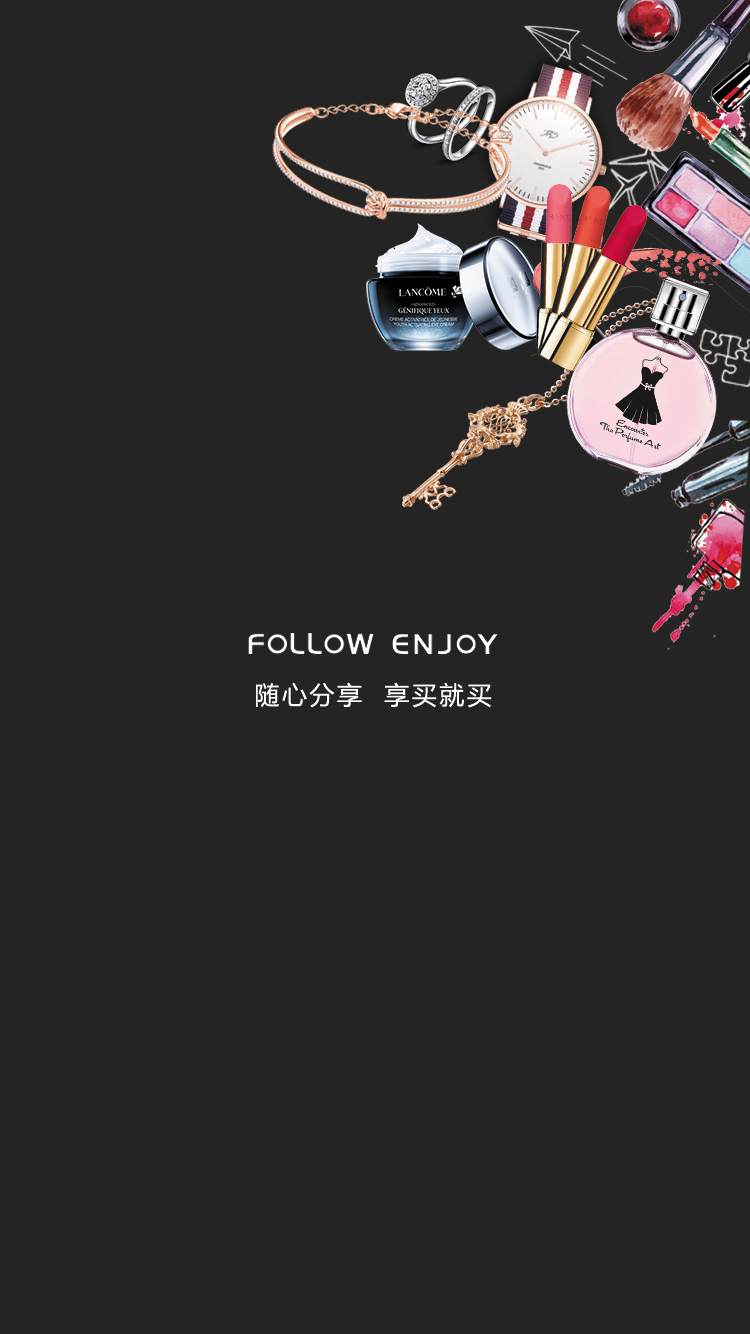 LANCÔME
ADVANCED
GÉNIFIQUE YEUX
CRÈME ACTIVATRICE DE JEUNESSE
YOUTH ACTIVATING EYE CREAM
Encounter
The Perfume Art
FOLLOW ENJOY
随心分享 享买就买